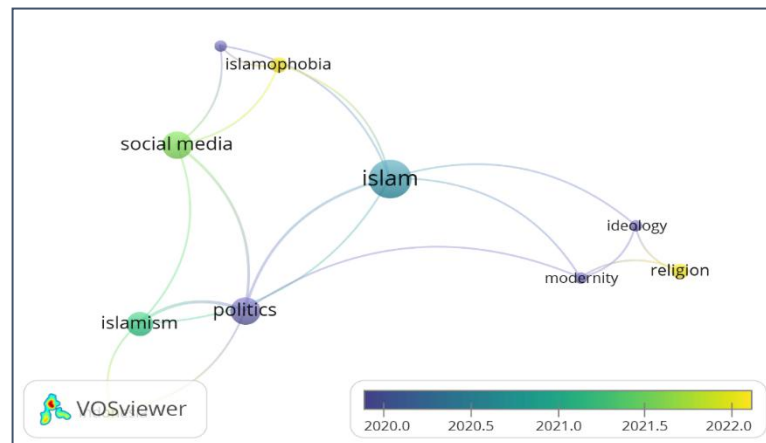 islamophobia
social media
islam
ideology
religion
modernity
politics
islamism
VOSviewer
2020.0 2020.5 2021.0 2021.5 2022.0